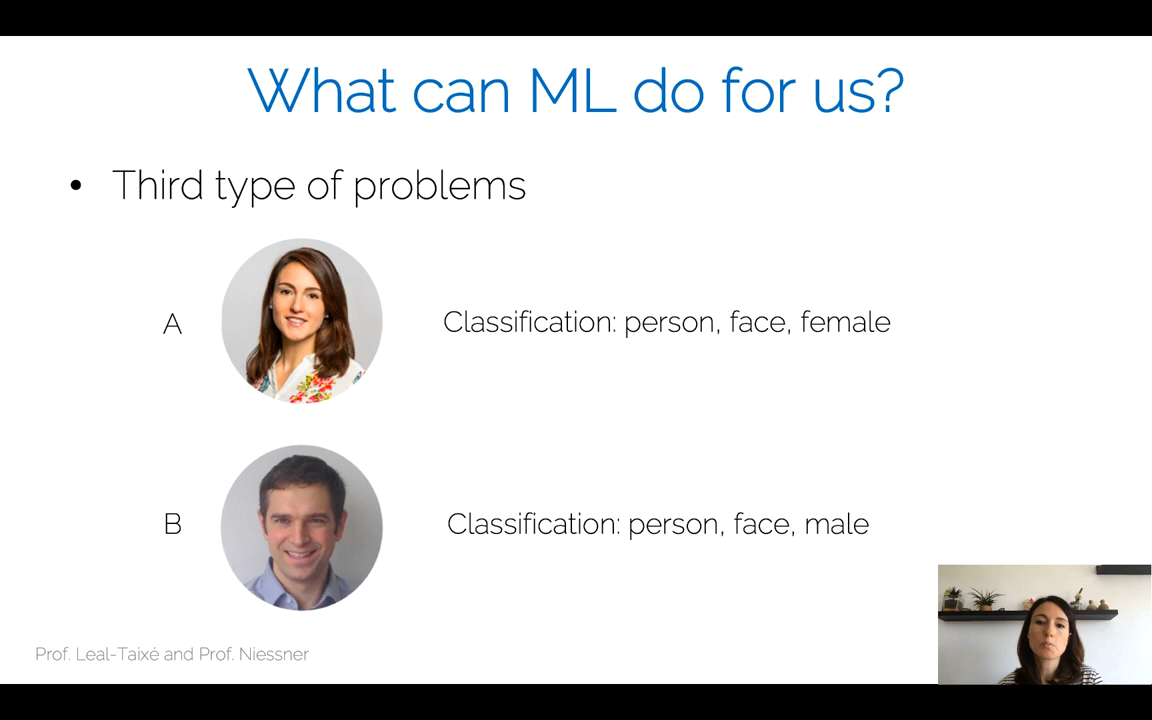 What can ML do for us?
• Third type of problems
A
Classification: person, face, female
B
Classification: person, face, male
Prof. Leal-Taixé and Prof. Niessner